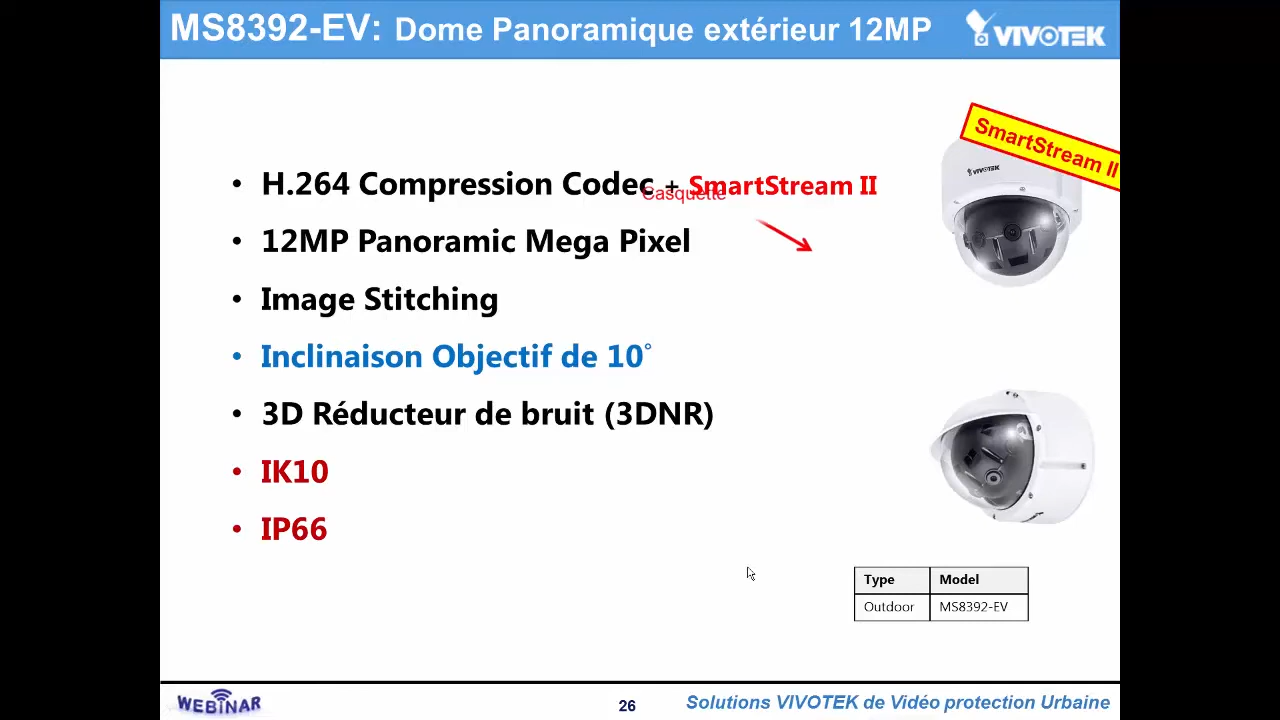 MS8392-EV: Dome Panoramique extérieur 12MP
VIVOTEK
SmartStream II
VIVOTEK
• H.264 Compression Codec + SmartStream II
Casquette
• 12MP Panoramic Mega Pixel
• Image Stitching
• Inclinaison Objectif de 10°
• 3D Réducteur de bruit (3DNR)
• IK10
• IP66
Type Model
Outdoor MS8392-EV
WEBINAR
26
Solutions VIVOTEK de Vidéo protection Urbaine